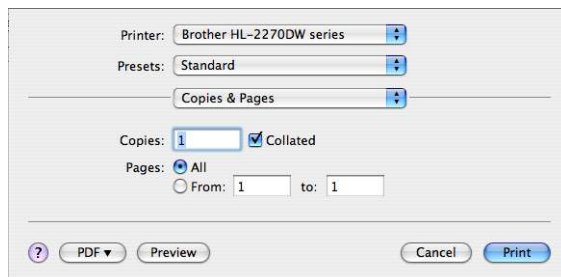 Printer: Brother HL-2270DW series
Presets: Standard
Copies & Pages
Copies: 1 Collated
Pages: All
From: 1 to: 1
? PDF ▼ Preview Cancel Print